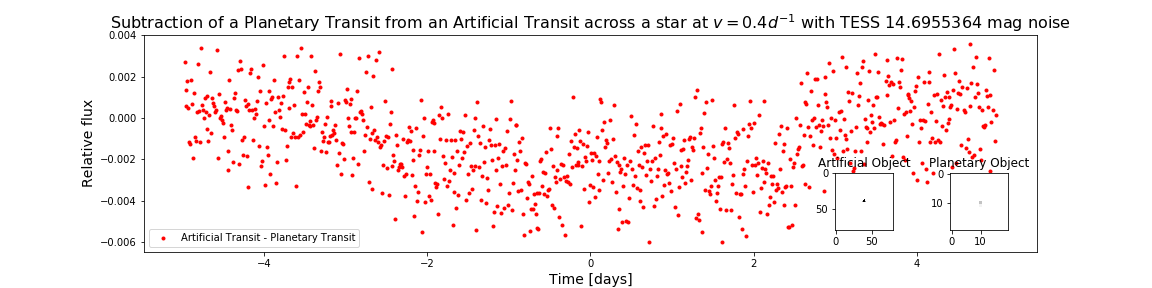 Subtraction of a Planetary Transit from an Artificial Transit across a star at v = 0.4d⁻¹ with TESS 14.6955364 mag noise
0.004
0.002
0.000
−0.002
−0.004
−0.006
Relative flux
Artificial Object
0
50
0 50
Planetary Object
0
10
0 10
Artificial Transit - Planetary Transit
−4 −2 0 2 4
Time [days]